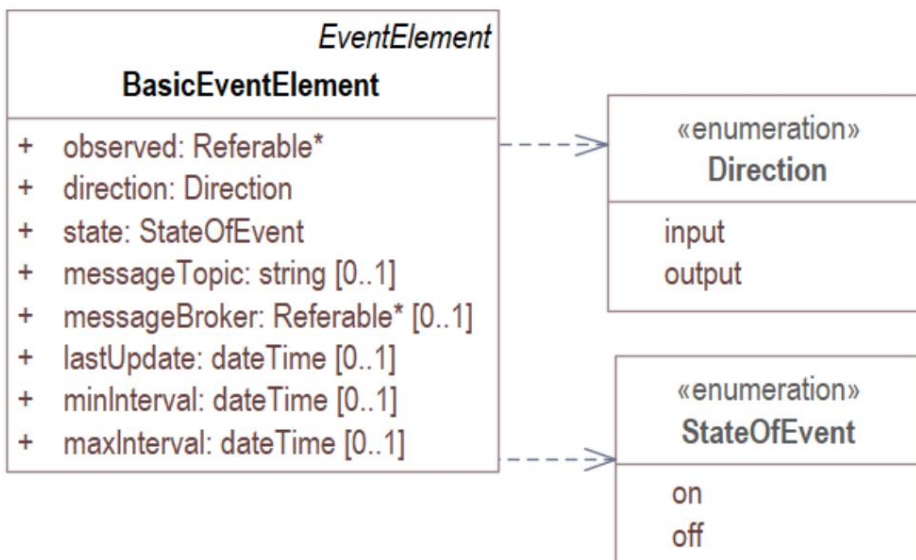 EventElement
BasicEventElement
+ observed: Referable*
+ direction: Direction
+ state: StateOfEvent
+ messageTopic: string [0..1]
+ messageBroker: Referable* [0..1]
+ lastUpdate: dateTime [0..1]
+ minInterval: dateTime [0..1]
+ maxInterval: dateTime [0..1]
«enumeration»
Direction
input
output
«enumeration»
StateOfEvent
on
off